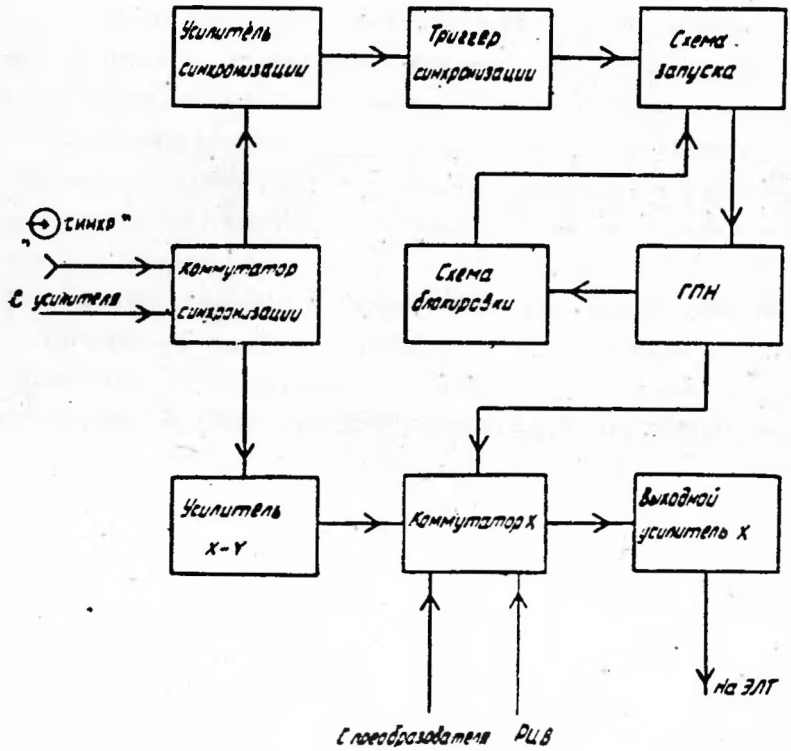 Усилитель
синхронизации
Триггер
синхронизации
Схема
запуска
" синхр "
С усилителя
Коммутатор
синхронизации
Схема
блокировки
ГПН
Усилитель
X-Y
Коммутатор X
Выходной
усилитель X
На ЭЛТ
С преобразователя
РЦВ